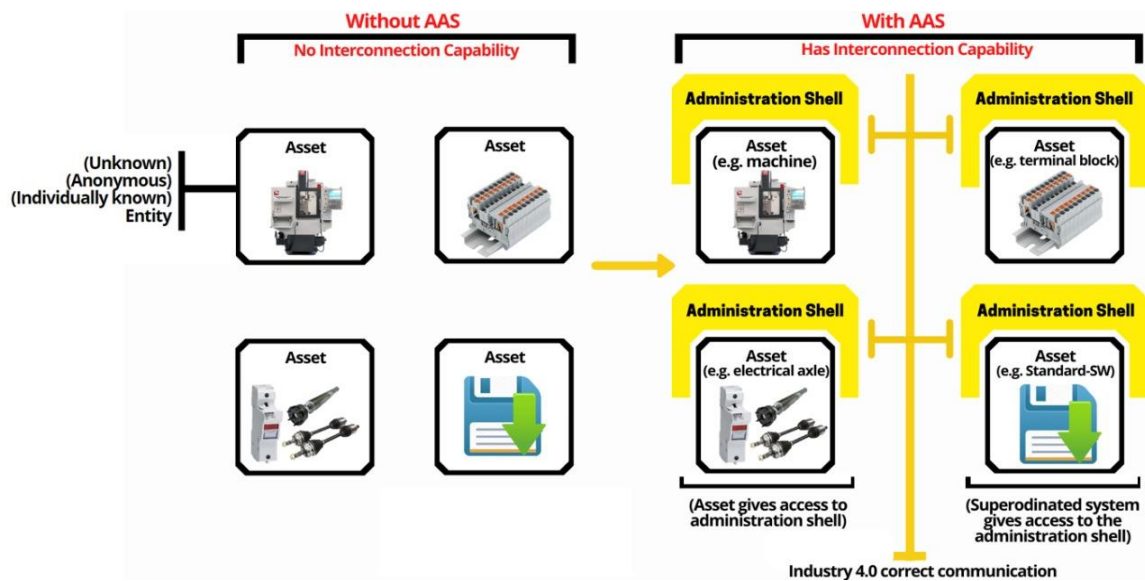 Without AAS
No Interconnection Capability
(Unknown)
(Anonymous)
(Individually known)
Entity
Asset
Asset
Asset
Asset
With AAS
Has Interconnection Capability
Administration Shell
Asset
(e.g. machine)
Administration Shell
Asset
(e.g. terminal block)
Administration Shell
Asset
(e.g. electrical axle)
Administration Shell
Asset
(e.g. Standard-SW)
(Asset gives access to
administration shell)
(Superodinated system
gives access to the
administration shell)
Industry 4.0 correct communication